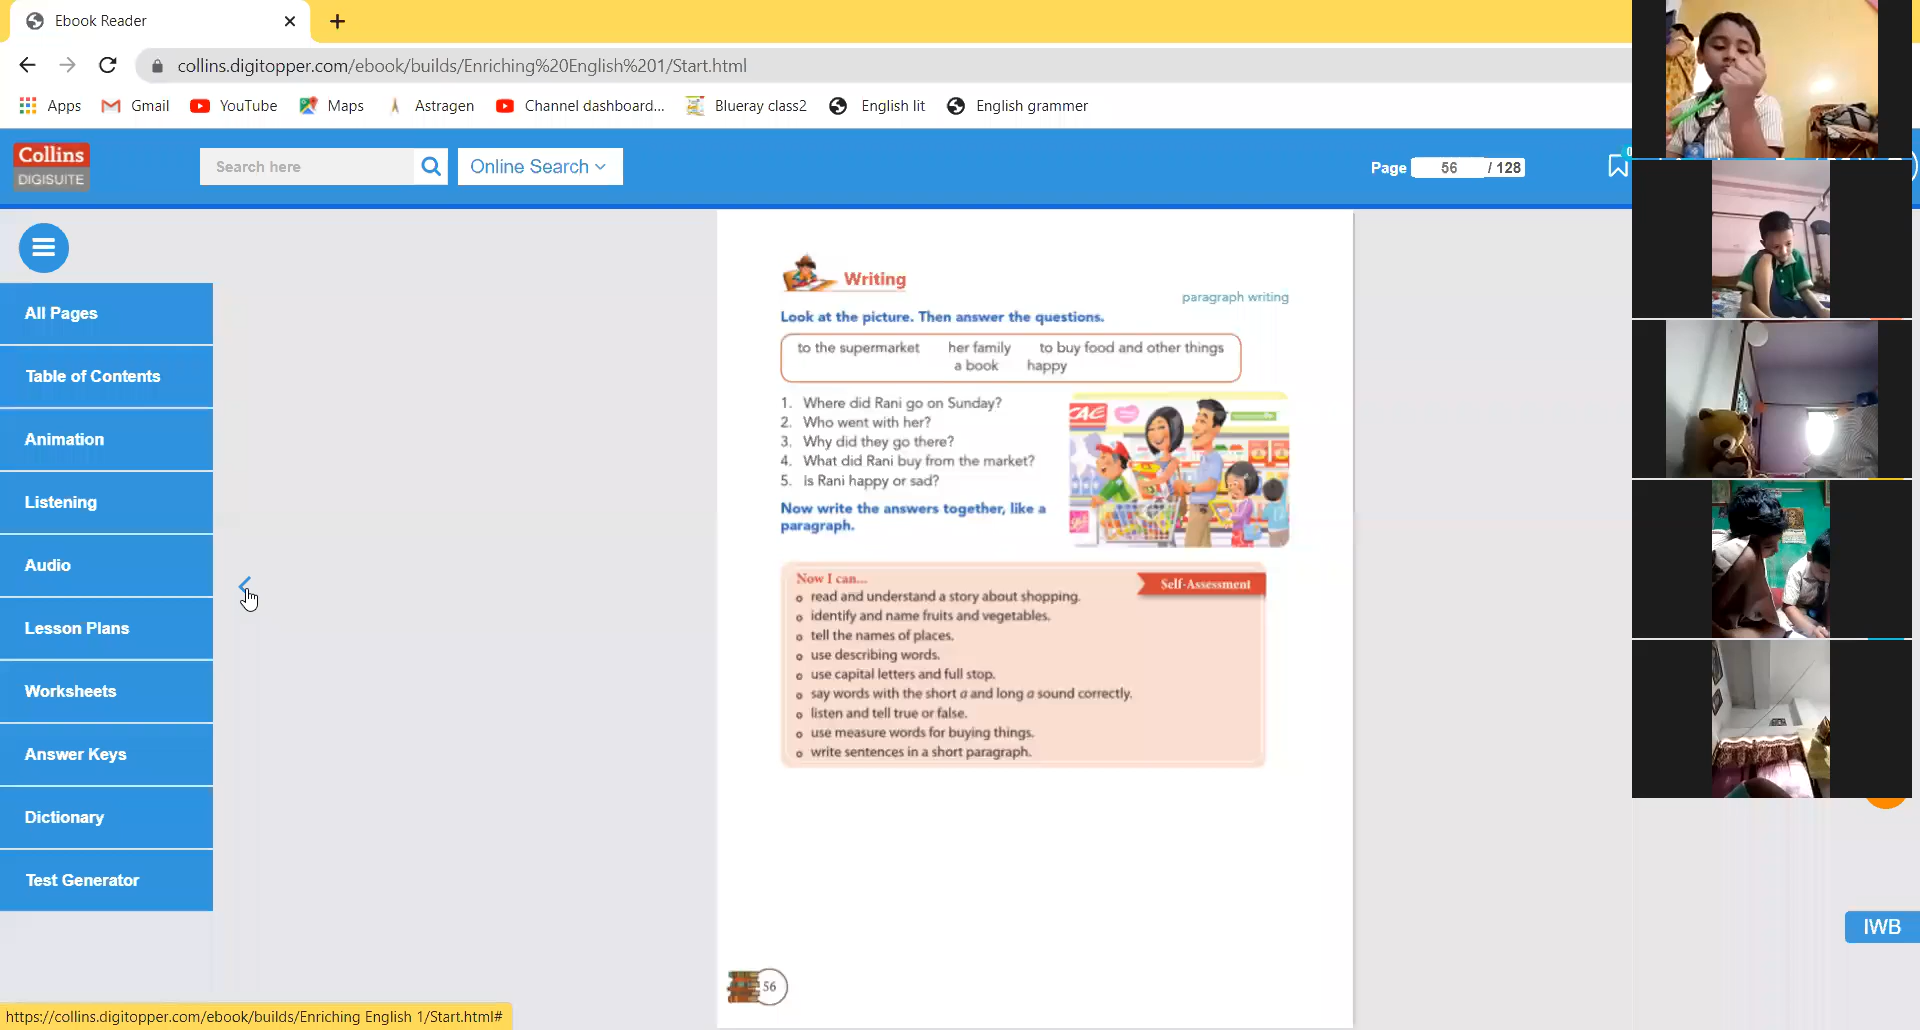 Ebook Reader
collins.digitopper.com/ebook/builds/Enriching%20English%201/Start.html
Apps Gmail YouTube Maps Astragen Channel dashboard... Blueray class2 English lit English grammer
Collins
DIGISUITE
Search here
Online Search
Page 56 / 128
All Pages
Table of Contents
Animation
Listening
Audio
Lesson Plans
Worksheets
Answer Keys
Dictionary
Test Generator
Writing
paragraph writing
Look at the picture. Then answer the questions.
to the supermarket her family to buy food and other things
a book happy
1. Where did Rani go on Sunday?
2. Who went with her?
3. Why did they go there?
4. What did Rani buy from the market?
5. Is Rani happy or sad?
Now write the answers together, like a
paragraph.
Now I can...
Self-Assessment
read and understand a story about shopping.
identify and name fruits and vegetables.
tell the names of places.
use describing words.
use capital letters and full stop.
say words with the short a and long a sound correctly.
listen and tell true or false.
use measure words for buying things.
write sentences in a short paragraph.
56
IWB
https://collins.digitopper.com/ebook/builds/Enriching English 1/Start.html#